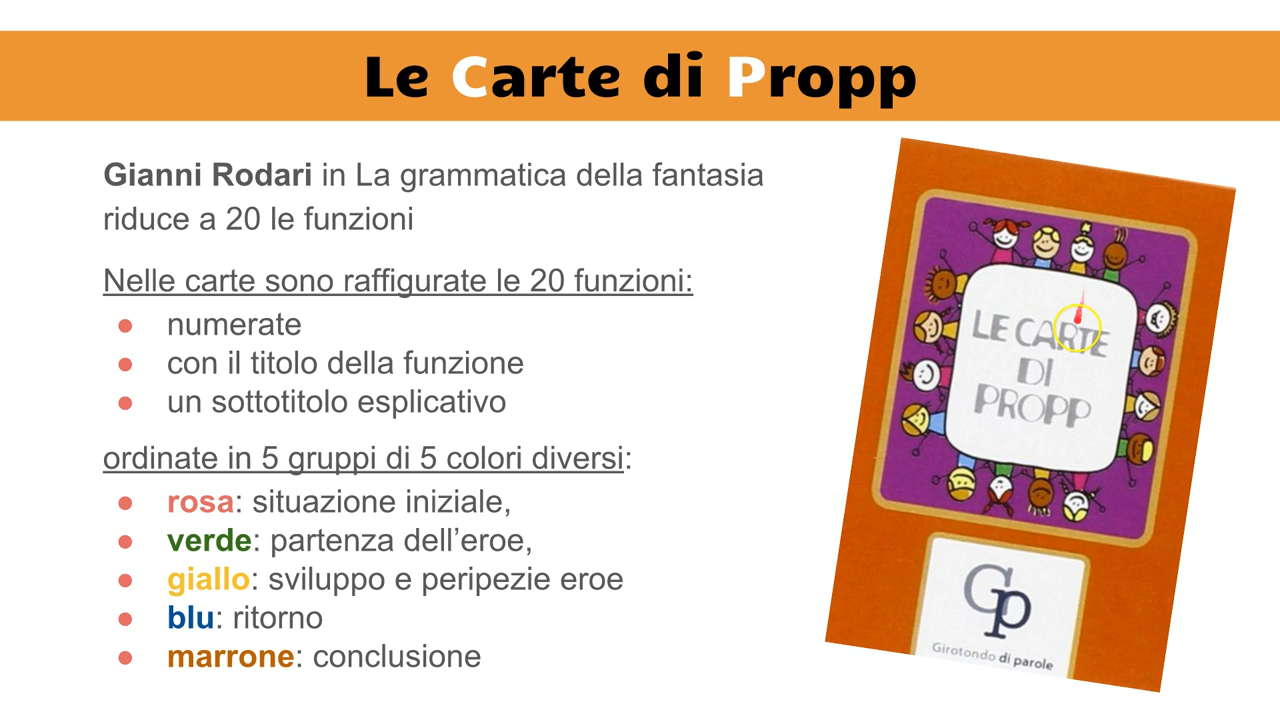 Le Carte di Propp
Gianni Rodari in La grammatica della fantasia
riduce a 20 le funzioni
Nelle carte sono raffigurate le 20 funzioni:
● numerate
● con il titolo della funzione
● un sottotitolo esplicativo
ordinate in 5 gruppi di 5 colori diversi:
● rosa: situazione iniziale,
● verde: partenza dell’eroe,
● giallo: sviluppo e peripezie eroe
● blu: ritorno
● marrone: conclusione
LE CARTE
DI
PROPP
Gp
Girotondo di parole